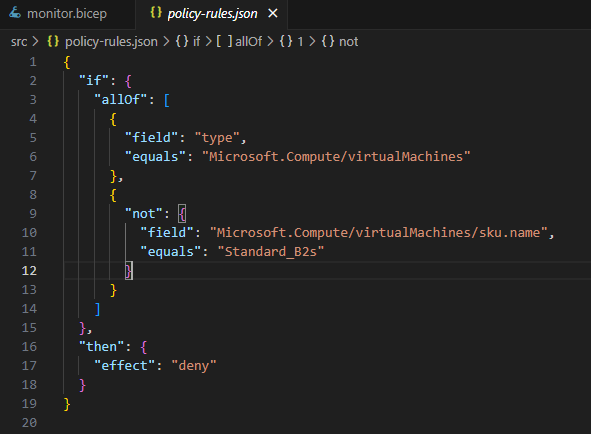 monitor.bicep
policy-rules.json
src > policy-rules.json > {} if > [ ] allOf > {} 1 > {} not
1 {
2   "if": {
3     "allOf": [
4       {
5         "field": "type",
6         "equals": "Microsoft.Compute/virtualMachines"
7       },
8       {
9         "not": {
10           "field": "Microsoft.Compute/virtualMachines/sku.name",
11           "equals": "Standard_B2s"
12         }
13       }
14     ]
15   },
16   "then": {
17     "effect": "deny"
18   }
19 }
20